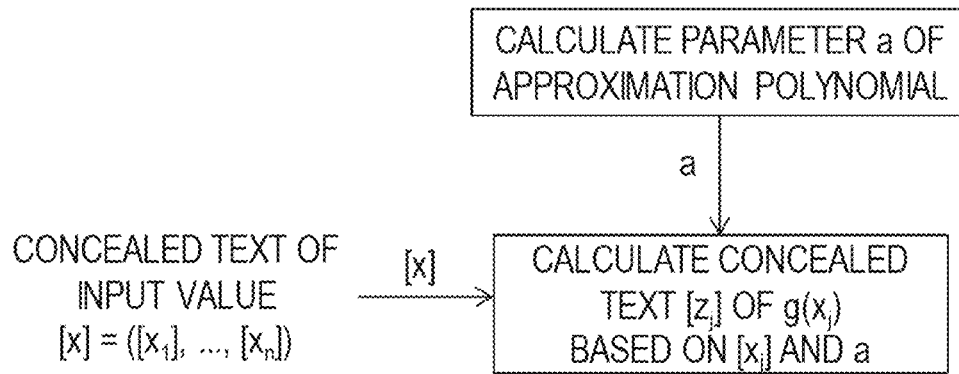 CALCULATE PARAMETER a OF
APPROXIMATION POLYNOMIAL
a
CONCEALED TEXT OF
INPUT VALUE
[x] = ([x₁], ..., [xₙ])
[x]
CALCULATE CONCEALED
TEXT [zⱼ] OF g(xⱼ)
BASED ON [xⱼ] AND a